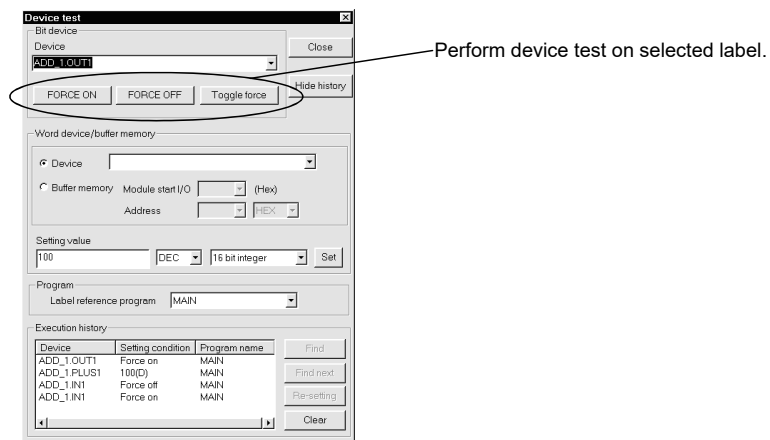 Device test
Bit device
Device
ADD_1.OUT1
Close
Perform device test on selected label.
FORCE ON FORCE OFF Toggle force
Hide history
Word device/buffer memory
Device
Buffer memory Module start I/O (Hex)
Address HEX
Setting value
100 DEC 16 bit integer Set
Program
Label reference program MAIN
Execution history
Device Setting condition Program name
ADD_1.OUT1 Force on MAIN
ADD_1.PLUS1 100(D) MAIN
ADD_1.IN1 Force off MAIN
ADD_1.IN1 Force on MAIN
Find
Find next
Re-setting
Clear